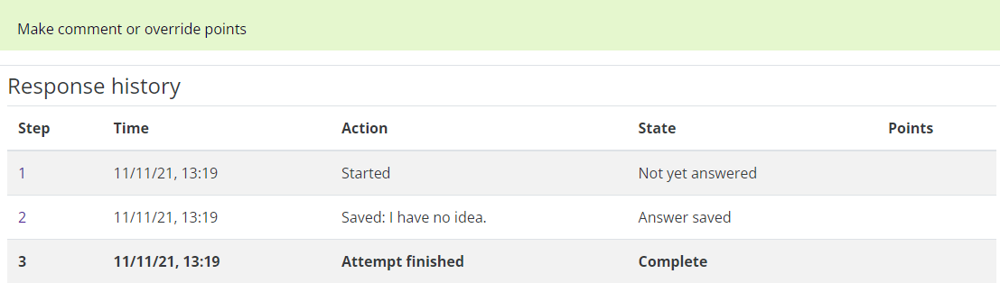 Make comment or override points
Response history
Step Time Action State Points
1 11/11/21, 13:19 Started Not yet answered
2 11/11/21, 13:19 Saved: I have no idea. Answer saved
3 11/11/21, 13:19 Attempt finished Complete